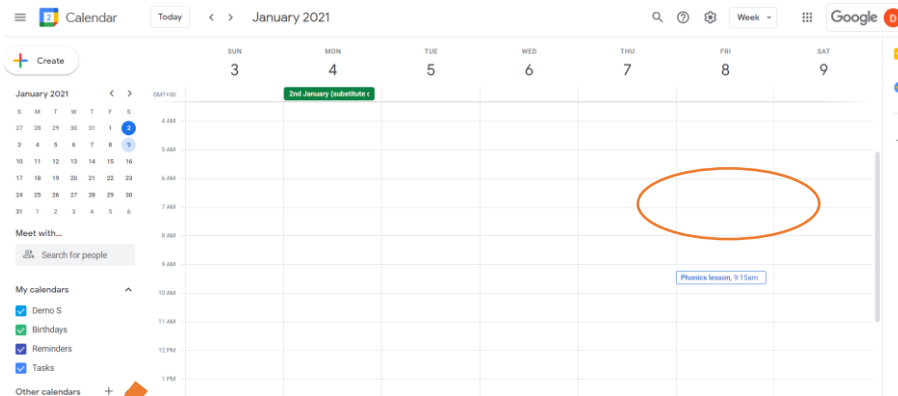 2 Calendar Today < > January 2021 Week Google D
Create
SUN MON TUE WED THU FRI SAT
3 4 5 6 7 8 9
January 2021 < >
GMT+00 2nd January (substitute
S M T W T F S
27 28 29 30 31 1 2
3 4 5 6 7 8 9
10 11 12 13 14 15 16
17 18 19 20 21 22 23
24 25 26 27 28 29 30
31 1 2 3 4 5 6
4 AM
5 AM
6 AM
7 AM
8 AM
9 AM
10 AM
11 AM
12 PM
1 PM
Meet with...
Search for people
Phonics lesson, 9:15am
My calendars
Demo S
Birthdays
Reminders
Tasks
Other calendars +